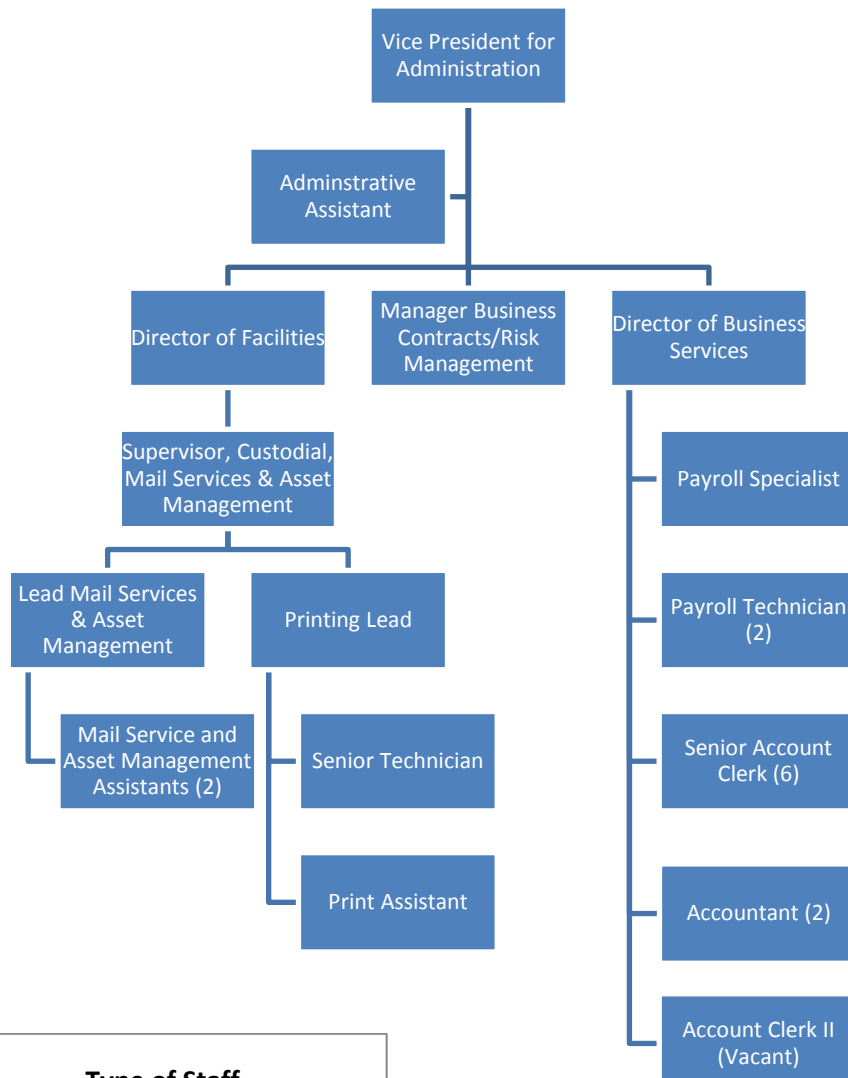 Vice President for
Administration
Adminstrative
Assistant
Director of Facilities
Manager Business
Contracts/Risk
Management
Director of Business
Services
Supervisor, Custodial,
Mail Services & Asset
Management
Lead Mail Services
& Asset
Management
Printing Lead
Mail Service and
Asset Management
Assistants (2)
Senior Technician
Print Assistant
Payroll Specialist
Payroll Technician
(2)
Senior Account
Clerk (6)
Accountant (2)
Account Clerk II
(Vacant)
Type of Staff